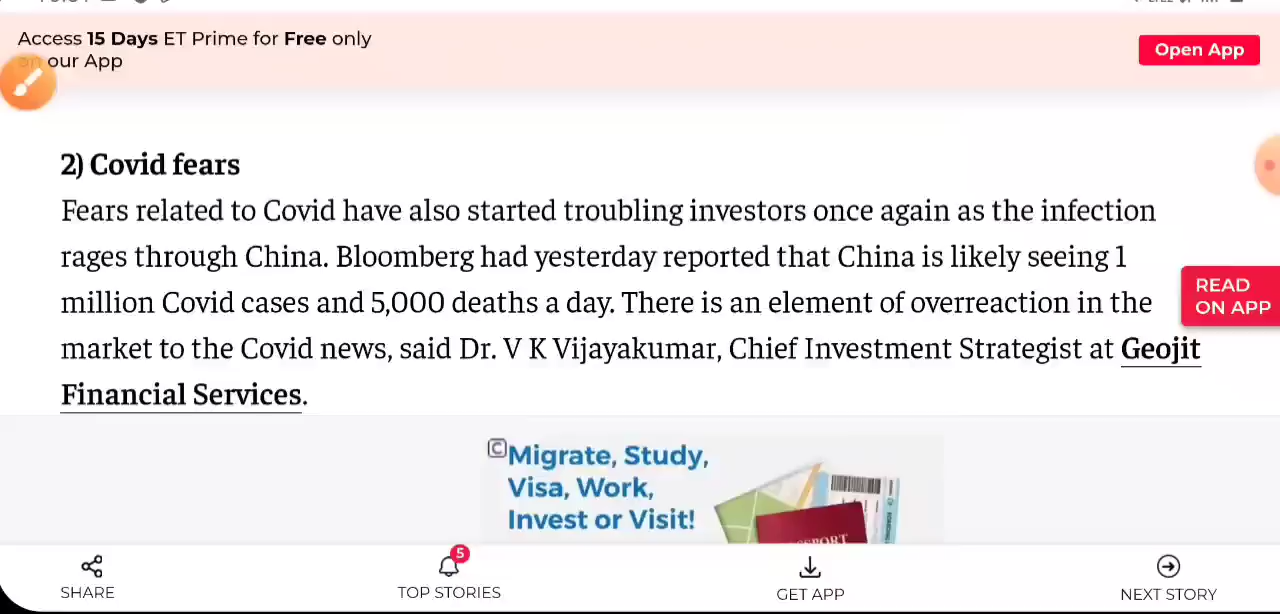 Access 15 Days ET Prime for Free only
on our App
Open App
2) Covid fears
Fears related to Covid have also started troubling investors once again as the infection
rages through China. Bloomberg had yesterday reported that China is likely seeing 1
million Covid cases and 5,000 deaths a day. There is an element of overreaction in the
market to the Covid news, said Dr. V K Vijayakumar, Chief Investment Strategist at Geojit
Financial Services.
READ
ON APP
Migrate, Study,
Visa, Work,
Invest or Visit!
5
SHARE
TOP STORIES
GET APP
NEXT STORY